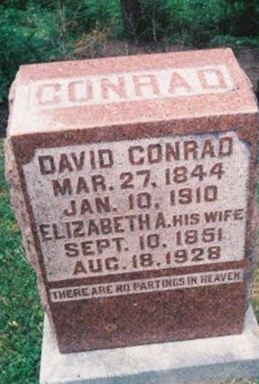 CONRAD
DAVID CONRAD
MAR. 27, 1844
JAN. 10, 1910
ELIZABETH A. HIS WIFE
SEPT. 10, 1851
AUG. 18, 1928
THERE ARE NO PARTINGS IN HEAVEN.